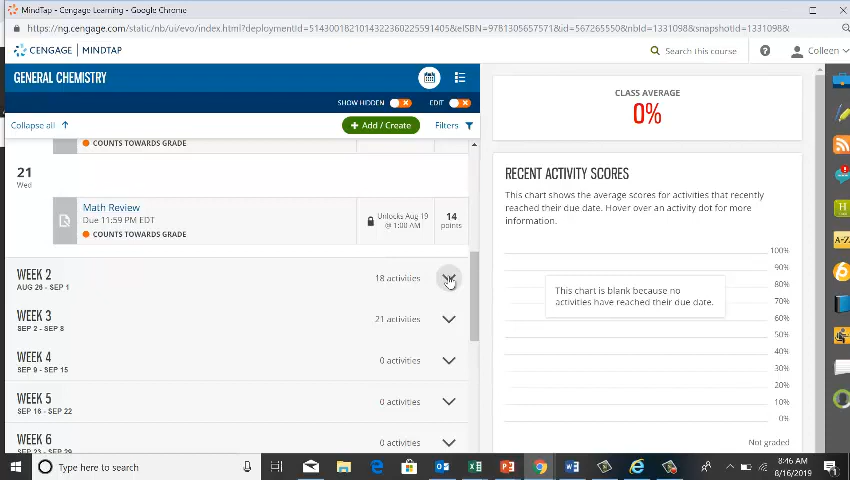 MindTap - Cengage Learning - Google Chrome
https://ng.cengage.com/static/nb/ui/evo/index.html?deploymentId=51430018210143226022559140​5&eISBN=9781305657571&id=567265550&nbId=1331098&snapshotId=1331098&
CENGAGE | MINDTAP
Search this course
?
Colleen
GENERAL CHEMISTRY
SHOW HIDDEN
EDIT
Collapse all
+ Add / Create
Filters
COUNTS TOWARDS GRADE
21
Wed
Math Review
Due 11:59 PM EDT
COUNTS TOWARDS GRADE
Unlocks Aug 19
@ 1:00 AM
14
points
WEEK 2
AUG 26 - SEP 1
18 activities
WEEK 3
SEP 2 - SEP 8
21 activities
WEEK 4
SEP 9 - SEP 15
0 activities
WEEK 5
SEP 16 - SEP 22
0 activities
WEEK 6
SEP 23 - SEP 29
0 activities
CLASS AVERAGE
0%
RECENT ACTIVITY SCORES
This chart shows the average scores for activities that recently
reached their due date. Hover over an activity dot for more
information.
100%
90%
80%
70%
60%
50%
40%
30%
20%
10%
0%
This chart is blank because no
activities have reached their due date.
Not graded
A-Z
Type here to search
8:46 AM
8/16/2019